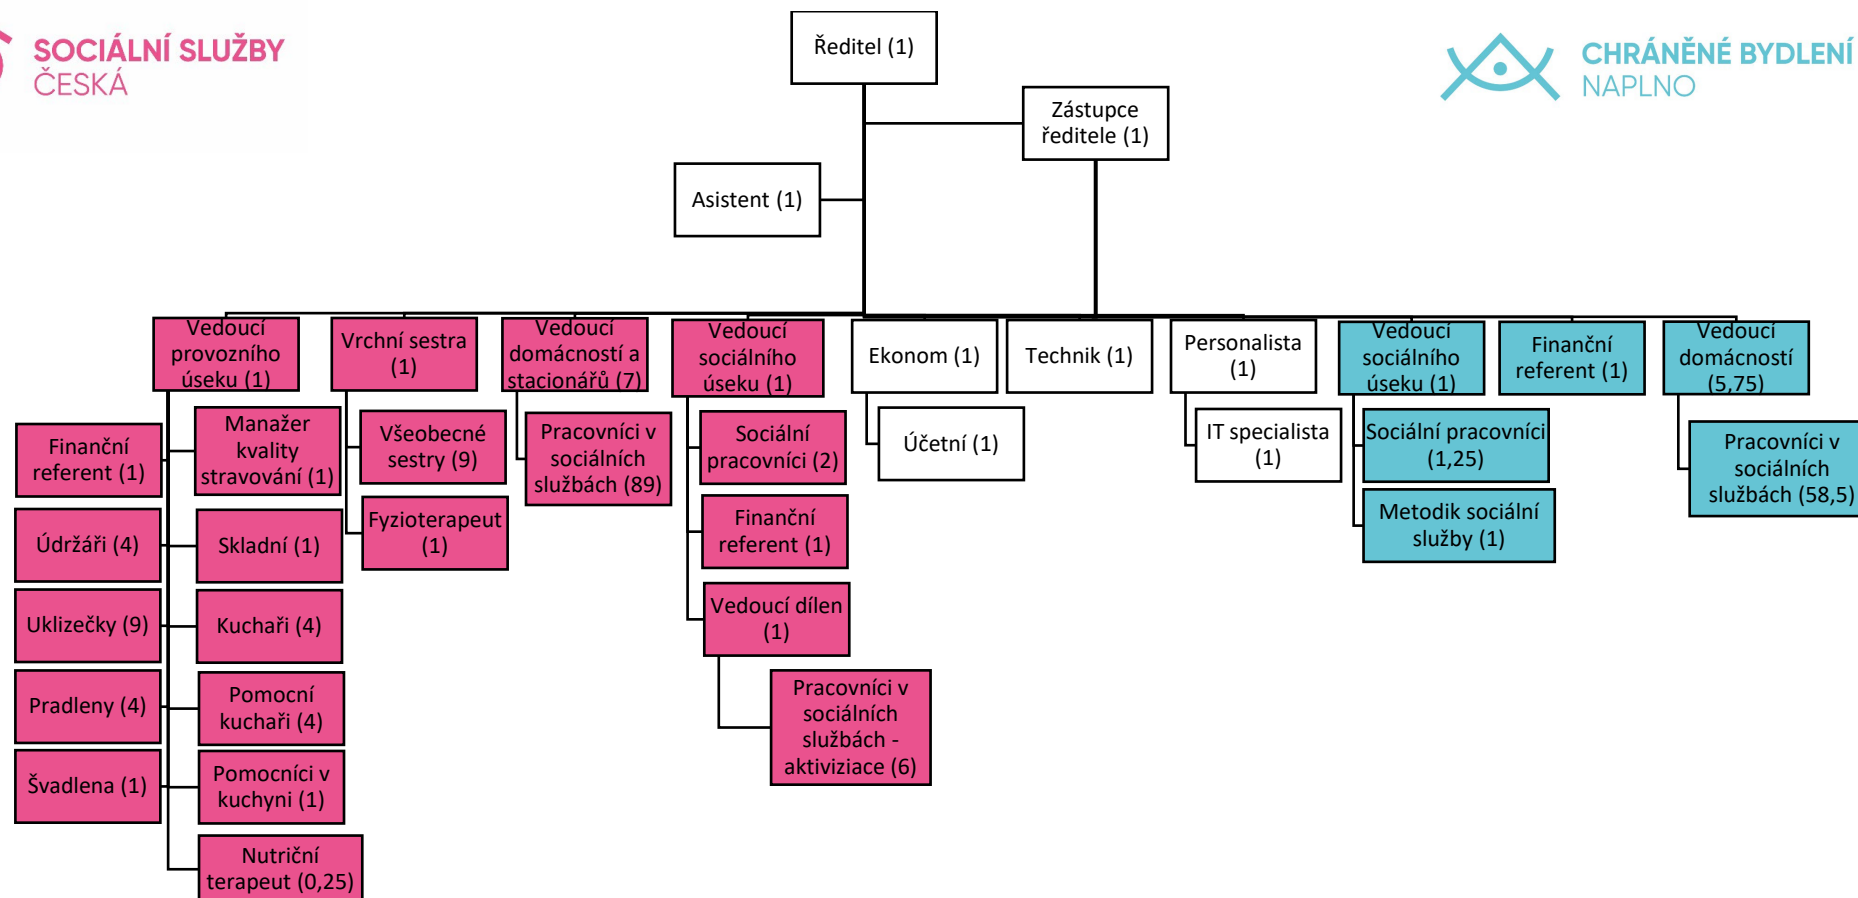 SOCIÁLNÍ SLUŽBY
ČESKÁ
Ředitel (1)
CHRÁNĚNÉ BYDLENÍ
NAPLNO
Zástupce
ředitele (1)
Asistent (1)
Vedoucí
provozního
úseku (1)
Vrchní sestra
(1)
Vedoucí
domácností a
stacionářů (7)
Vedoucí
sociálního
úseku (1)
Ekonom (1)
Technik (1)
Personalista
(1)
Vedoucí
sociálního
úseku (1)
Finanční
referent (1)
Vedoucí
domácností
(5,75)
Finanční
referent (1)
Manažer
kvality
stravování (1)
Všeobecné
sestry (9)
Pracovníci v
sociálních
službách (89)
Sociální
pracovníci (2)
Účetní (1)
IT specialista
(1)
Sociální pracovníci
(1,25)
Pracovníci v
sociálních
službách (58,5)
Údržáři (4)
Skladní (1)
Fyzioterapeut
(1)
Finanční
referent (1)
Metodik sociální
služby (1)
Uklizečky (9)
Kuchaři (4)
Vedoucí dílen
(1)
Pradleny (4)
Pomocní
kuchaři (4)
Pracovníci v
sociálních
službách -
aktiviziace (6)
Švadlena (1)
Pomocníci v
kuchyni (1)
Nutriční
terapeut (0,25)